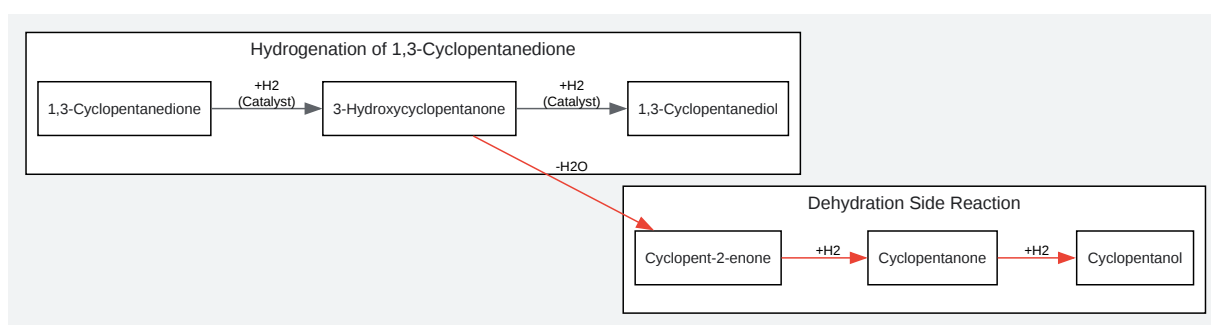 Hydrogenation of 1,3-Cyclopentanedione
1,3-Cyclopentanedione
+H2
(Catalyst)
3-Hydroxycyclopentanone
+H2
(Catalyst)
1,3-Cyclopentanediol
-H2O
Dehydration Side Reaction
Cyclopent-2-enone
+H2
Cyclopentanone
+H2
Cyclopentanol